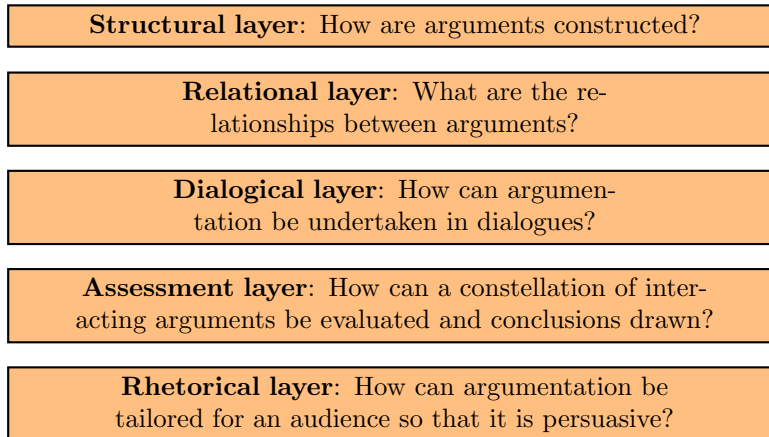 Structural layer: How are arguments constructed?
Relational layer: What are the re-
lationships between arguments?
Dialogical layer: How can argumen-
tation be undertaken in dialogues?
Assessment layer: How can a constellation of inter-
acting arguments be evaluated and conclusions drawn?
Rhetorical layer: How can argumentation be
tailored for an audience so that it is persuasive?